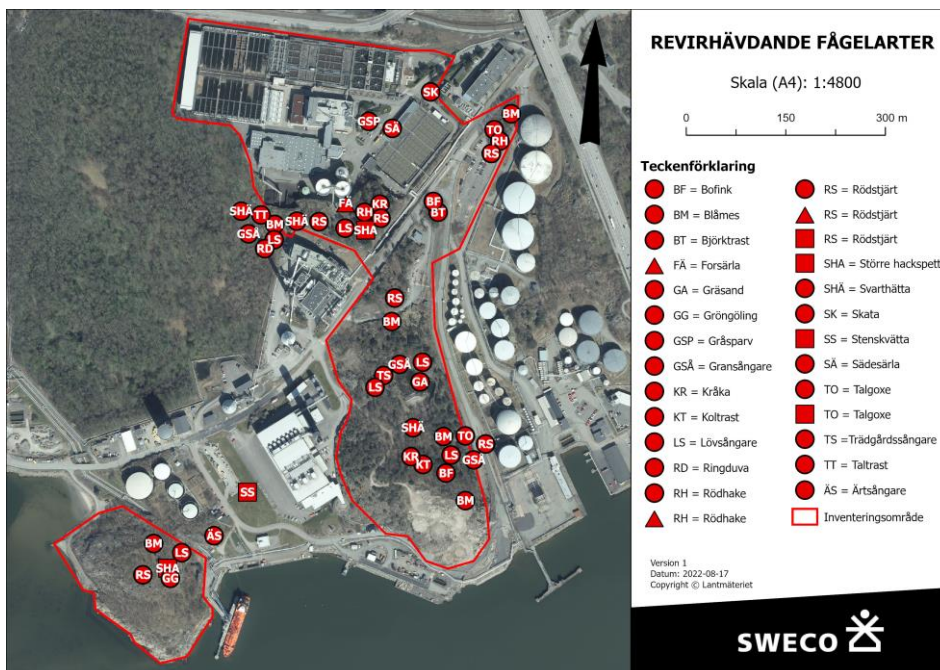 REVIRHÄVDANDE FÅGELARTER
Skala (A4): 1:4800
0 150 300 m
Teckenförklaring
BF = Bofink
BM = Blåmes
BT = Björktrast
FÄ = Forsärla
GA = Gräsand
GG = Gröngöling
GSP = Gråsparv
GSÅ = Gransångare
KR = Kråka
KT = Koltrast
LS = Lövsångare
RD = Ringduva
RH = Rödhake
RH = Rödhake
RS = Rödstjärt
RS = Rödstjärt
RS = Rödstjärt
SHA = Större hackspett
SHÄ = Svarthätta
SK = Skata
SS = Stenskvätta
SÄ = Sädesärla
TO = Talgoxe
TO = Talgoxe
TS =Trädgårdssångare
TT = Taltrast
ÄS = Ärtsångare
Inventeringsområde
Version 1
Datum: 2022-08-17
Copyright © Lantmäteriet
SWECO
SK
BM
GSP
SÄ
TO
RH
RS
FÄ
KR
BF
SHÄ
TT
RH
BT
BM
SHÄ
RS
RS
LS
SHA
GSÅ
LS
RD
RS
BM
GSÅ
LS
TS
LS
GA
SHÄ
BM
TO
RS
KR
KT
LS
GSÅ
BF
SS
BM
ÄS
BM
LS
SHA
RS
GG